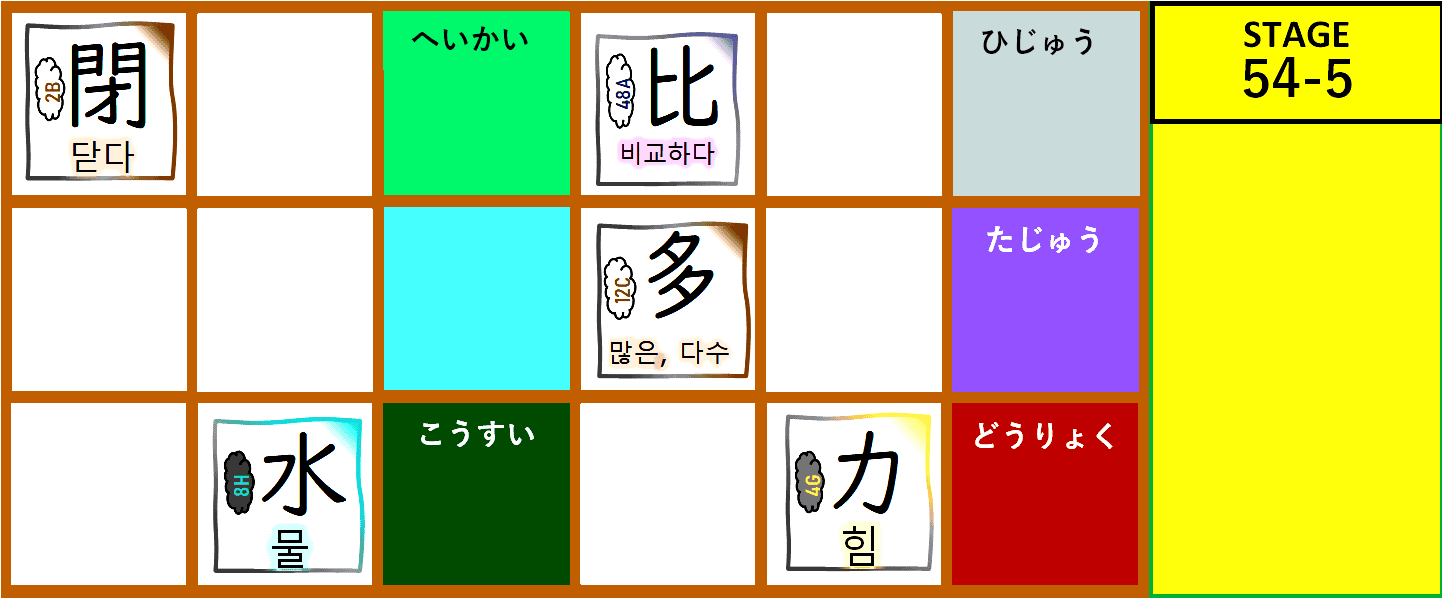 2B
閉
닫다
へいかい
48A
比
비교하다
ひじゅう
STAGE
54-5
12C
多
많은, 다수
たじゅう
8H
水
물
こうすい
4G
力
힘
どうりょく